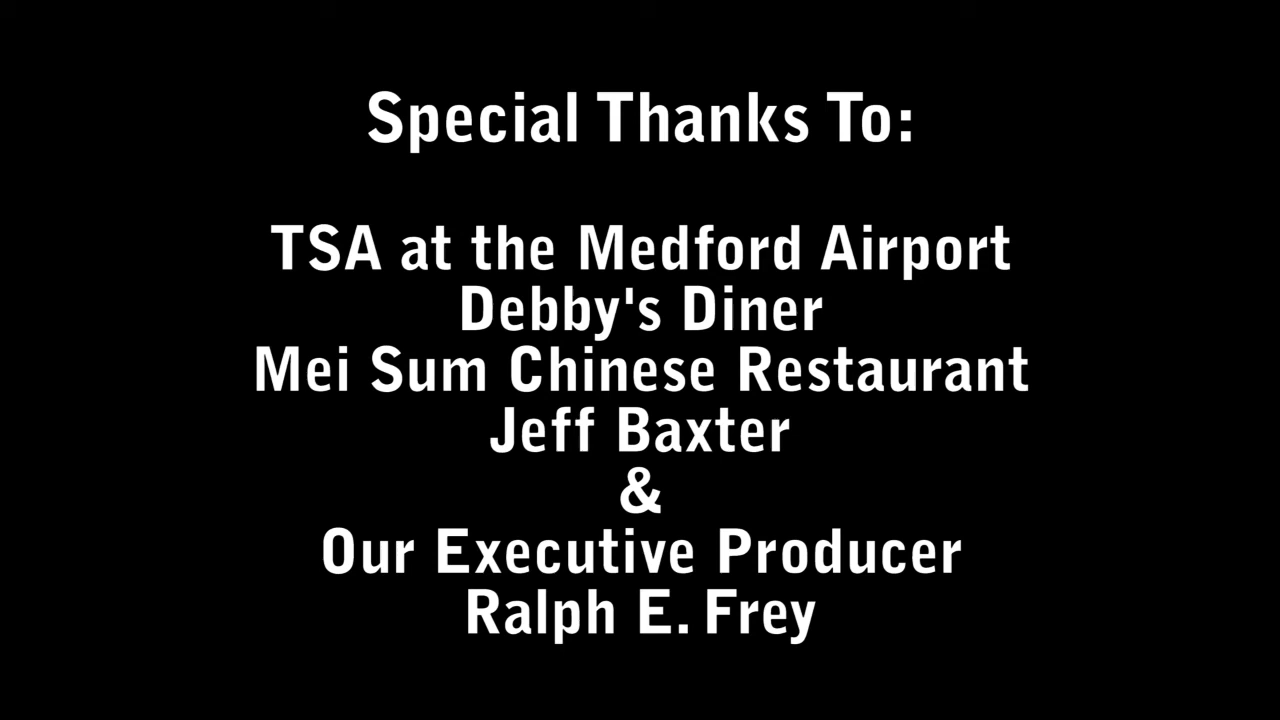 Special Thanks To:
TSA at the Medford Airport
Debby's Diner
Mei Sum Chinese Restaurant
Jeff Baxter
&
Our Executive Producer
Ralph E. Frey